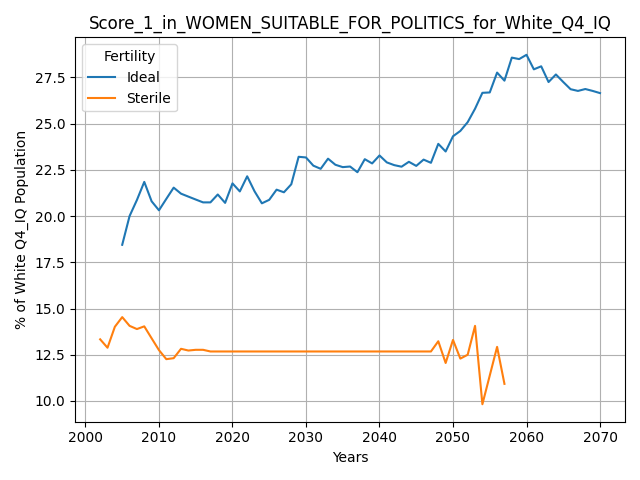 Score_1_in_WOMEN_SUITABLE_FOR_POLITICS_for_White_Q4_IQ
Fertility
Ideal
Sterile
% of White Q4_IQ Population
27.5
25.0
22.5
20.0
17.5
15.0
12.5
10.0
2000 2010 2020 2030 2040 2050 2060 2070
Years